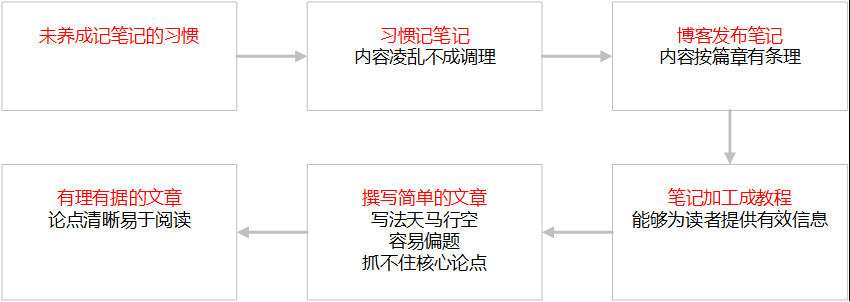 未养成记笔记的习惯
习惯记笔记
内容凌乱不成调理
博客发布笔记
内容按篇章有条理
笔记加工成教程
能够为读者提供有效信息
撰写简单的文章
写法天马行空
容易偏题
抓不住核心论点
有理有据的文章
论点清晰易于阅读